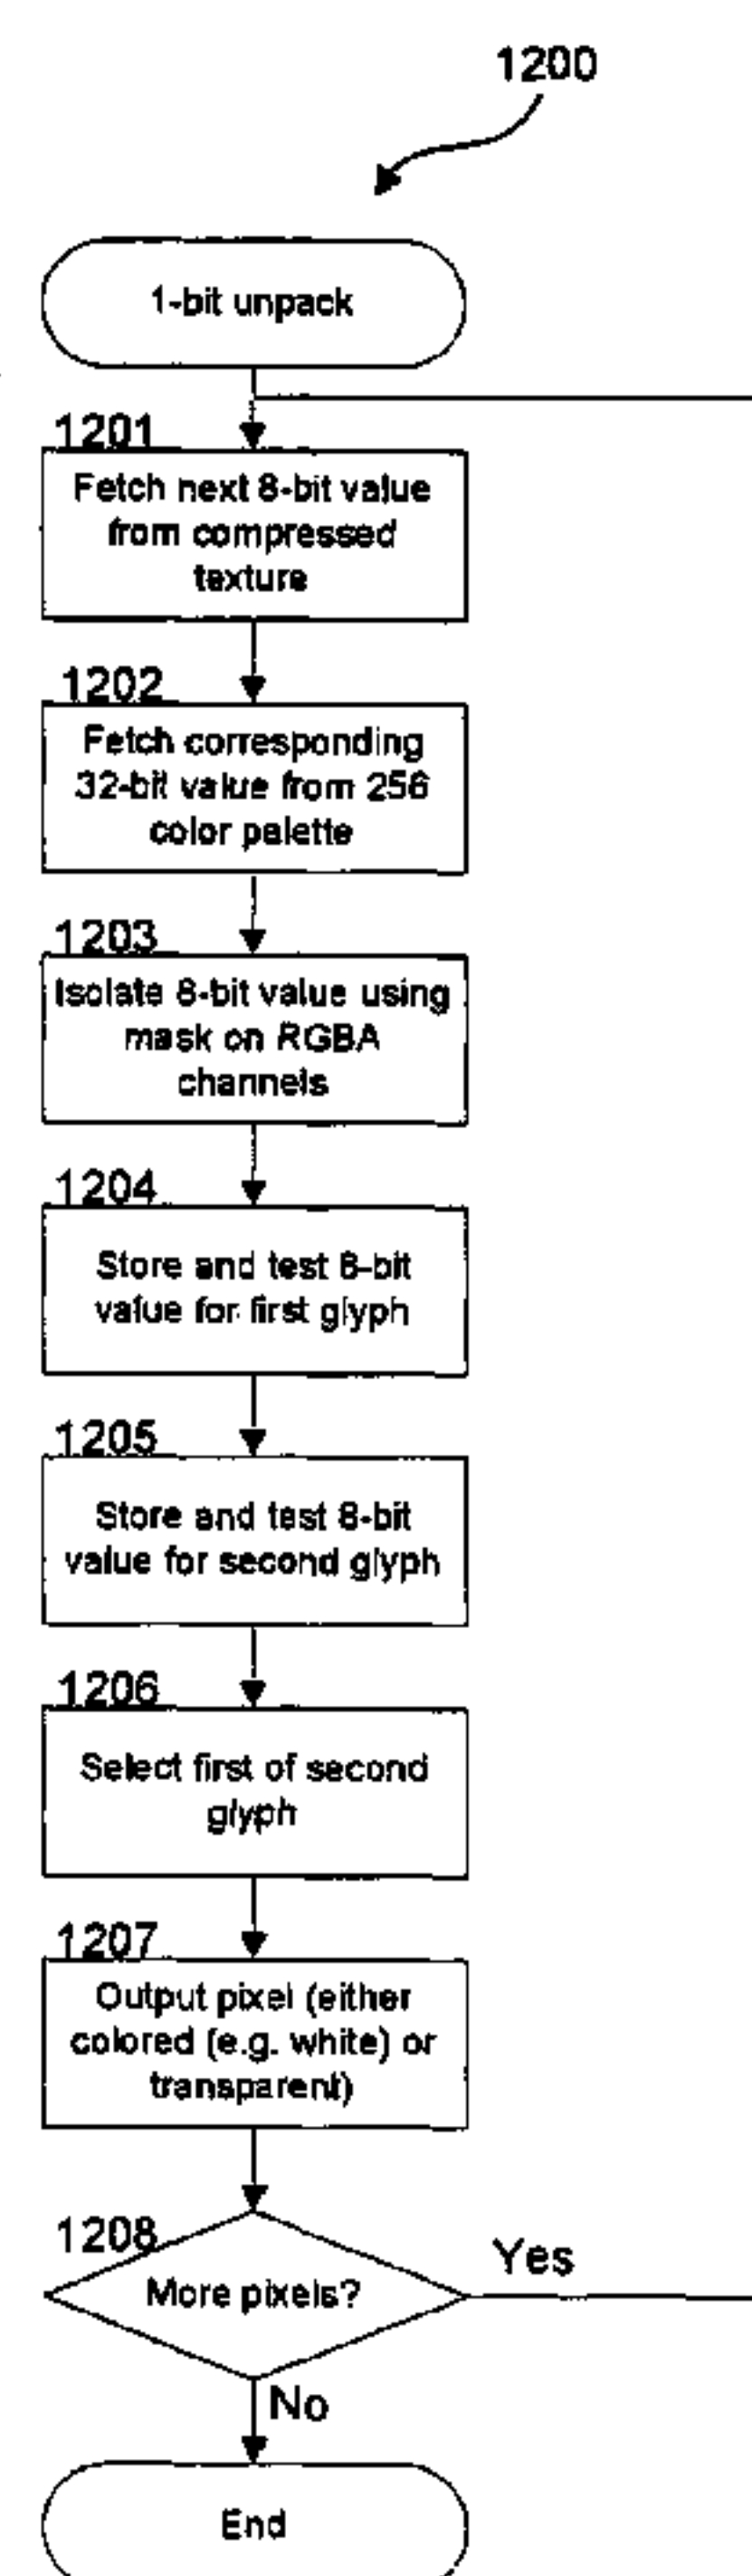 1200
1-bit unpack
1201
Fetch next 8-bit value
from compressed
texture
1202
Fetch corresponding
32-bit value from 256
color palette
1203
Isolate 8-bit value using
mask on RGBA
channels
1204
Store and test 8-bit
value for first glyph
1205
Store and test 8-bit
value for second glyph
1206
Select first of second
glyph
1207
Output pixel (either
colored (e.g. white) or
transparent)
1208
More pixels?
Yes
No
End